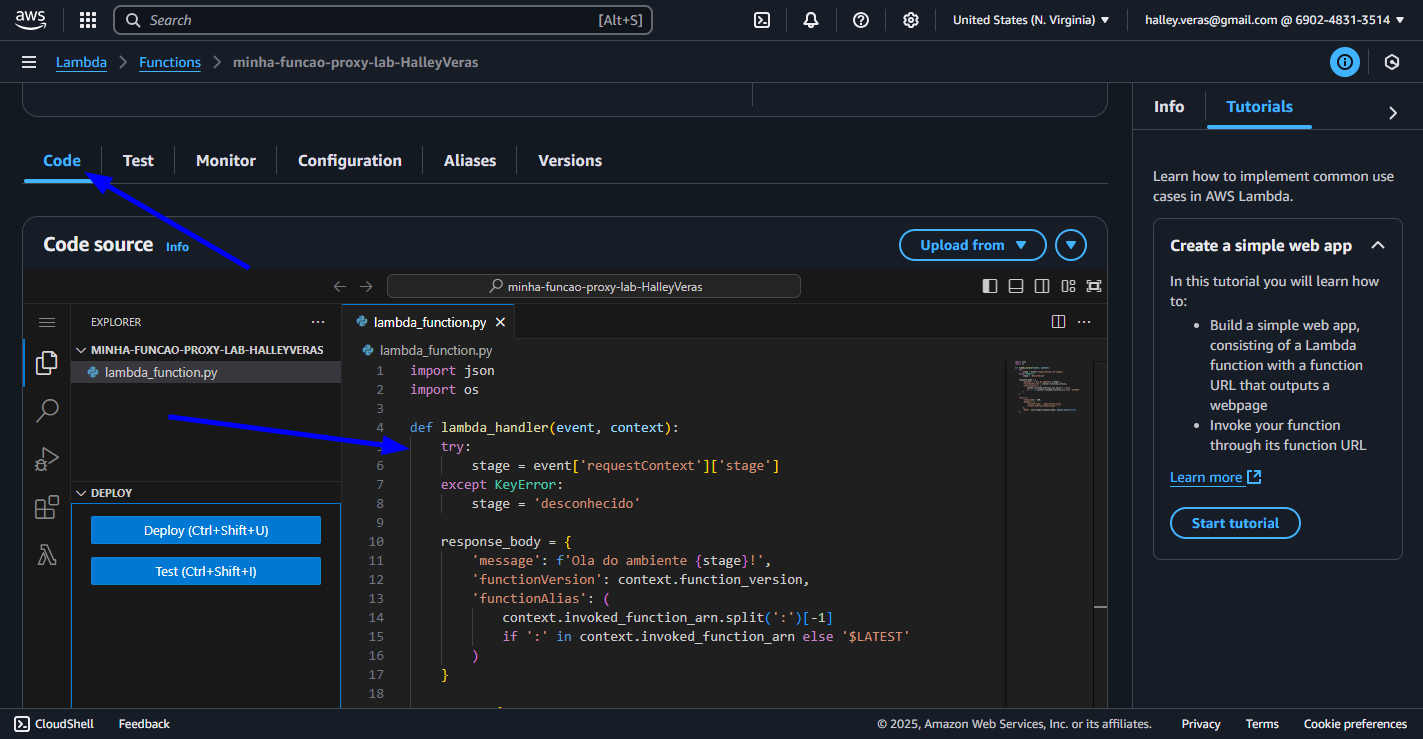 aws
Search
[Alt+S]
United States (N. Virginia)
halley.veras@gmail.com @ 6902-4831-3514
Lambda
Functions
minha-funcao-proxy-lab-HalleyVeras
Info
Tutorials
Code
Test
Monitor
Configuration
Aliases
Versions
Learn how to implement common use
cases in AWS Lambda.
Code source
Info
Upload from
Create a simple web app
In this tutorial you will learn how
to:
• Build a simple web app,
consisting of a Lambda
function with a function
URL that outputs a
webpage
• Invoke your function
through its function URL
Learn more
Start tutorial
minha-funcao-proxy-lab-HalleyVeras
EXPLORER
...
MINHA-FUNCAO-PROXY-LAB-HALLEYVERAS
lambda_function.py
DEPLOY
Deploy (Ctrl+Shift+U)
Test (Ctrl+Shift+I)
lambda_function.py
...
lambda_function.py
1 import json
2 import os
3
4 def lambda_handler(event, context):
try:
6 stage = event['requestContext']['stage']
7 except KeyError:
8 stage = 'desconhecido'
9
10 response_body = {
11 'message': f'Ola do ambiente {stage}!',
12 'functionVersion': context.function_version,
13 'functionAlias': (
14 context.invoked_function_arn.split(':')[-1]
15 if ':' in context.invoked_function_arn else '$LATEST'
16 )
17 }
18
CloudShell
Feedback
© 2025, Amazon Web Services, Inc. or its affiliates.
Privacy
Terms
Cookie preferences